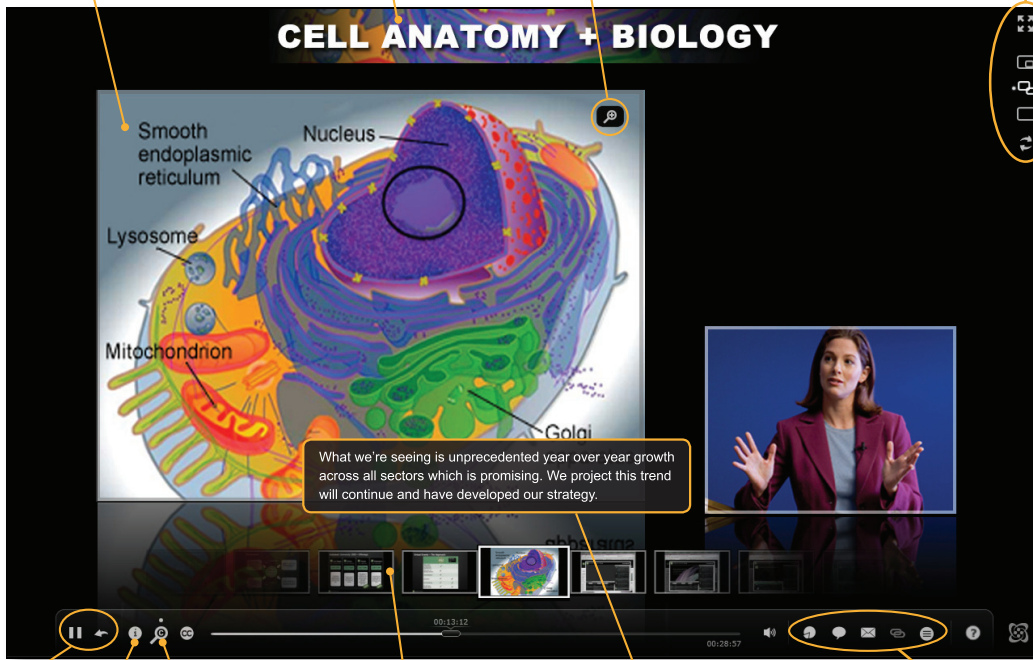 CELL ANATOMY + BIOLOGY
Smooth
endoplasmic
reticulum
Nucleus
Lysosome
Mitochondrion
Golgi
What we're seeing is unprecedented year over year growth
across all sectors which is promising. We project this trend
will continue and have developed our strategy.
00:13:12
CC
00:28:57